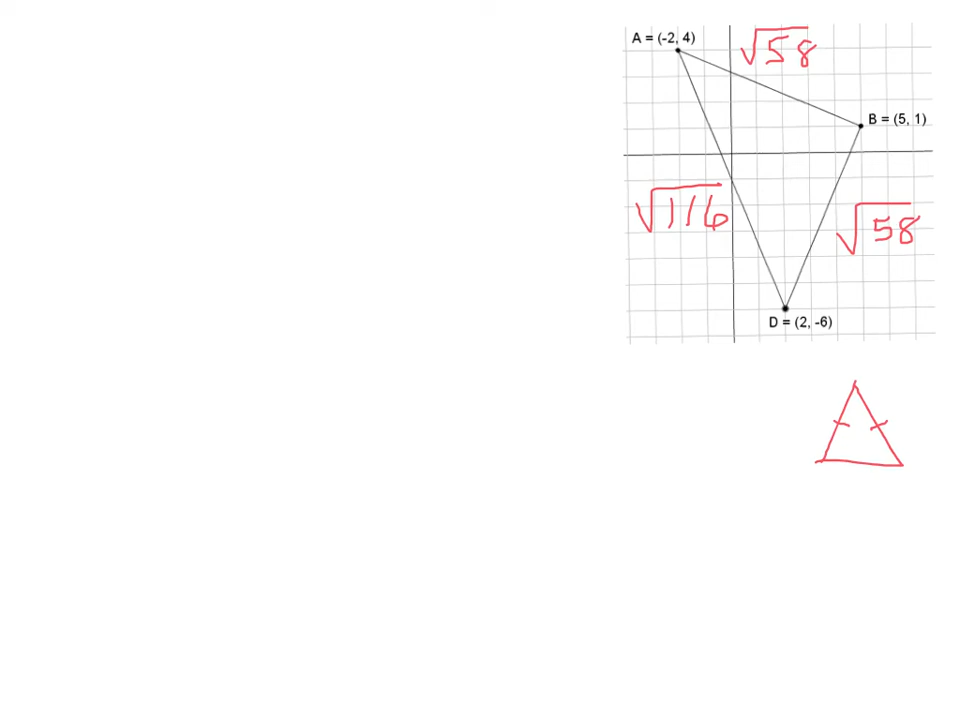 A = (-2, 4)
√58
B = (5, 1)
√116
√58
D = (2, -6)